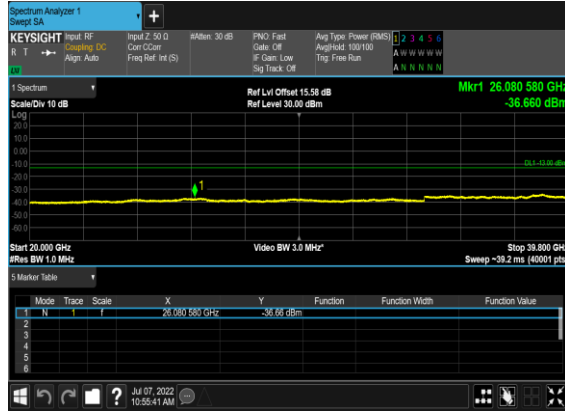 Spectrum Analyzer 1
Swept SA
+
KEYSIGHT Input: RF Input Z: 50 Ω #Atten: 30 dB PNO: Fast Avg Type: Power (RMS) 1 2 3 4 5 6
R T Coupling: DC Corr CCorr Gate: Off Avg|Hold: 100/100 A W W W W W
Align: Auto Freq Ref: Int (S) IF Gain: Low Trig: Free Run
Sig Track: Off A N N N N N
1 Spectrum Ref Lvl Offset 15.58 dB Mkr1 26.080 580 GHz
Scale/Div 10 dB Ref Level 30.00 dBm -36.660 dBm
Log
20.0
10.0
0.00
-10.0
DL1 -13.00 dBm
-20.0
1
-30.0
-40.0
-50.0
-60.0
Start 20.000 GHz Video BW 3.0 MHz* Stop 39.800 GHz
#Res BW 1.0 MHz Sweep ~39.2 ms (40001 pts)
5 Marker Table
Mode Trace Scale X Y Function Function Width Function Value
1 N 1 f 26.080 580 GHz -36.66 dBm
2
3
4
5
6
? Jul 07, 2022
10:55:41 AM